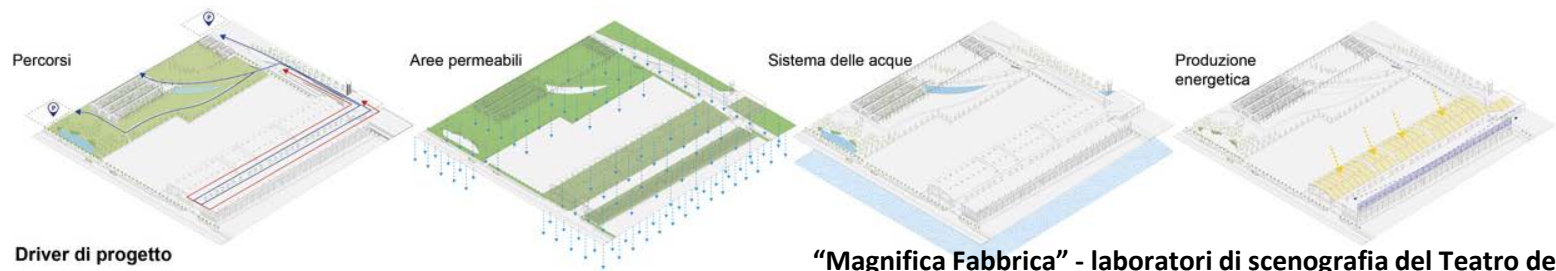 P
Percorsi
Aree permeabili
Sistema delle acque
Produzione
energetica
P
Driver di progetto
“Magnifica Fabbrica” - laboratori di scenografia del Teatro de